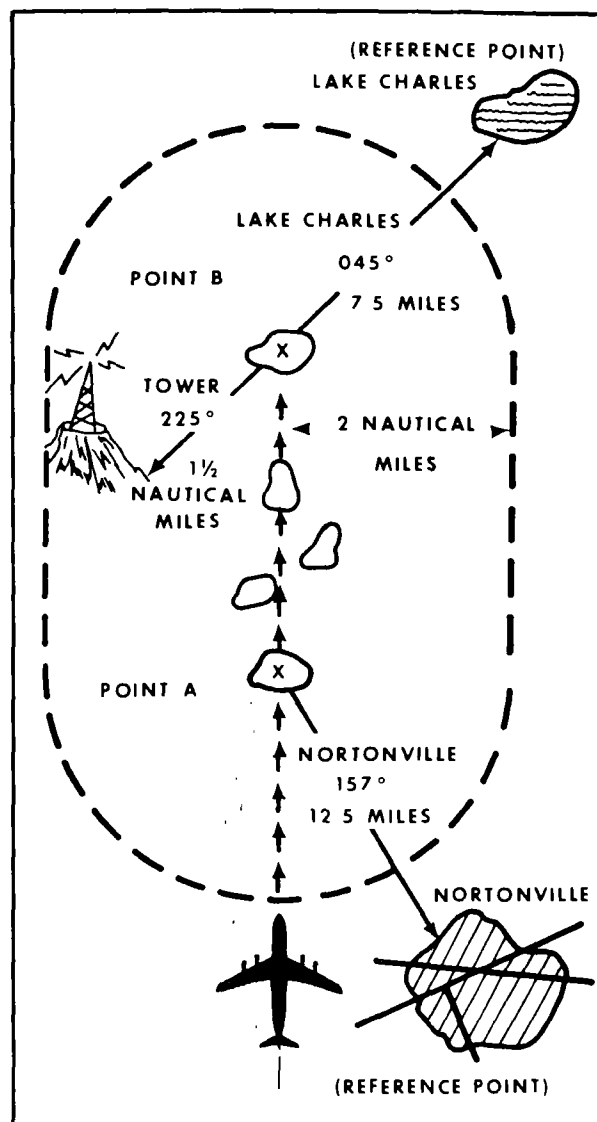 (REFERENCE POINT)
LAKE CHARLES
LAKE CHARLES
045°
7 5 MILES
POINT B
X
TOWER
225°
1½
NAUTICAL
MILES
2 NAUTICAL
MILES
X
POINT A
NORTONVILLE
157°
12 5 MILES
NORTONVILLE
(REFERENCE POINT)